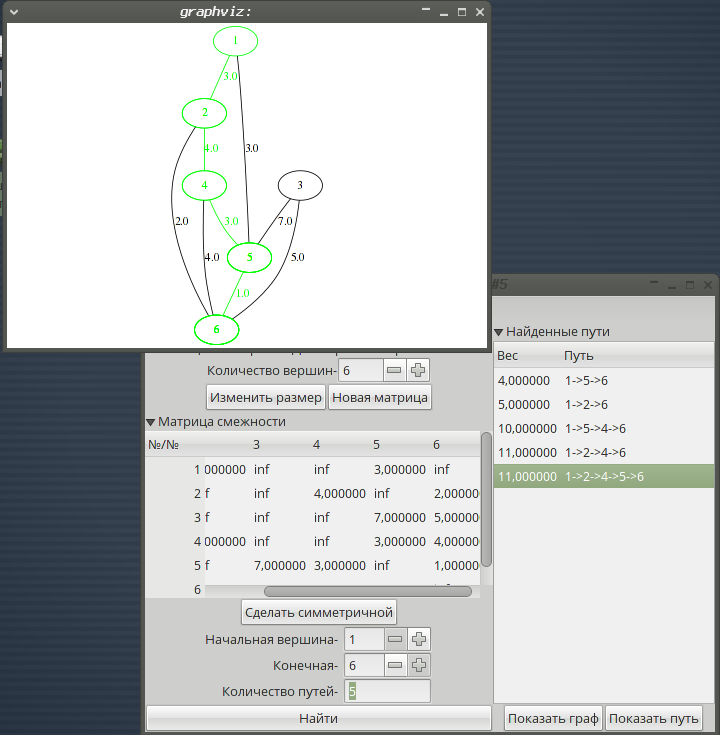 graphviz:
1
3.0
2
4.0
3.0
4
3
2.0
3.0
7.0
4.0
5
5.0
1.0
6
#5
Количество вершин- 6
Изменить размер Новая матрица
Матрица смежности
№/№ 3 4 5 6
1 000000 inf inf 3,000000 inf
2 f inf 4,000000 inf 2,00000
3 f inf inf 7,000000 5,00000
4 000000 inf inf 3,000000 4,00000
5 f 7,000000 3,000000 inf 1,00000
6
Сделать симметричной
Начальная вершина- 1
Конечная- 6
Количество путей- 5
Найти
Найденные пути
Вес Путь
4,000000 1->5->6
5,000000 1->2->6
10,000000 1->5->4->6
11,000000 1->2->4->6
11,000000 1->2->4->5->6
Показать граф Показать путь